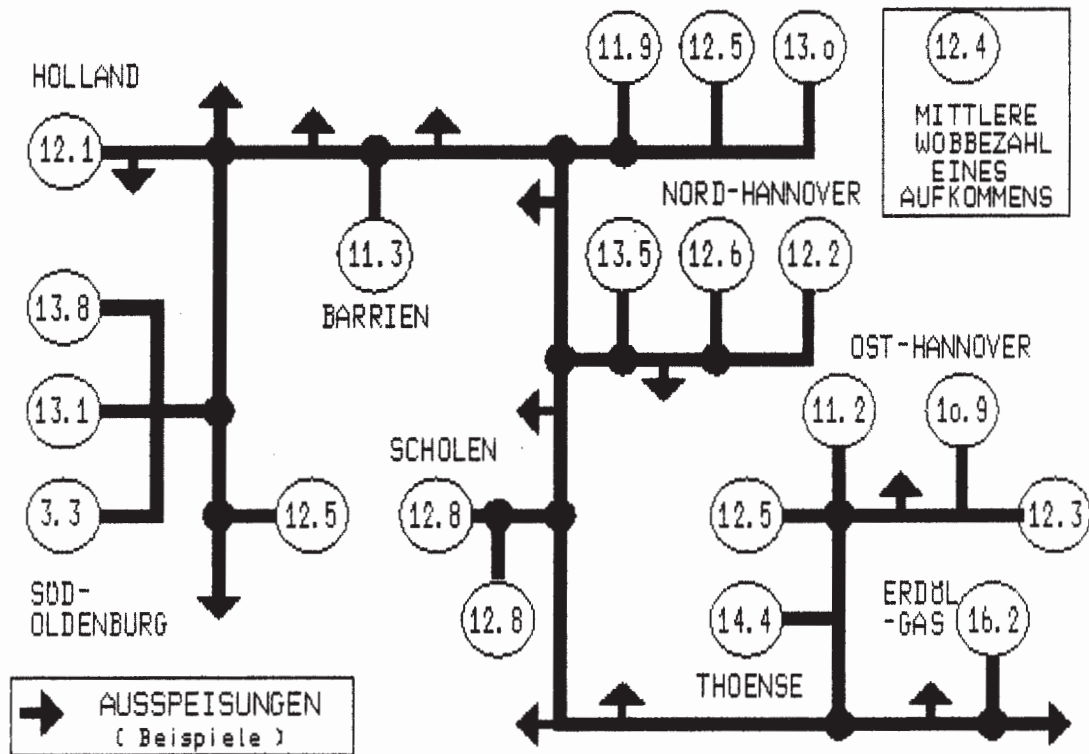 HOLLAND
11.9
12.5
13.o
12.4
MITTLERE
WOBBEZAHL
EINES
AUFKOMMENS
12.1
NORD-HANNOVER
11.3
13.5
12.6
12.2
BARRIEN
13.8
OST-HANNOVER
13.1
11.2
1o.9
SCHOLEN
3.3
12.5
12.8
12.5
12.3
SÖD-
OLDENBURG
12.8
14.4
ERDÖL
-GAS
16.2
THOENSE
AUSSPEISUNGEN
( Beispiele )